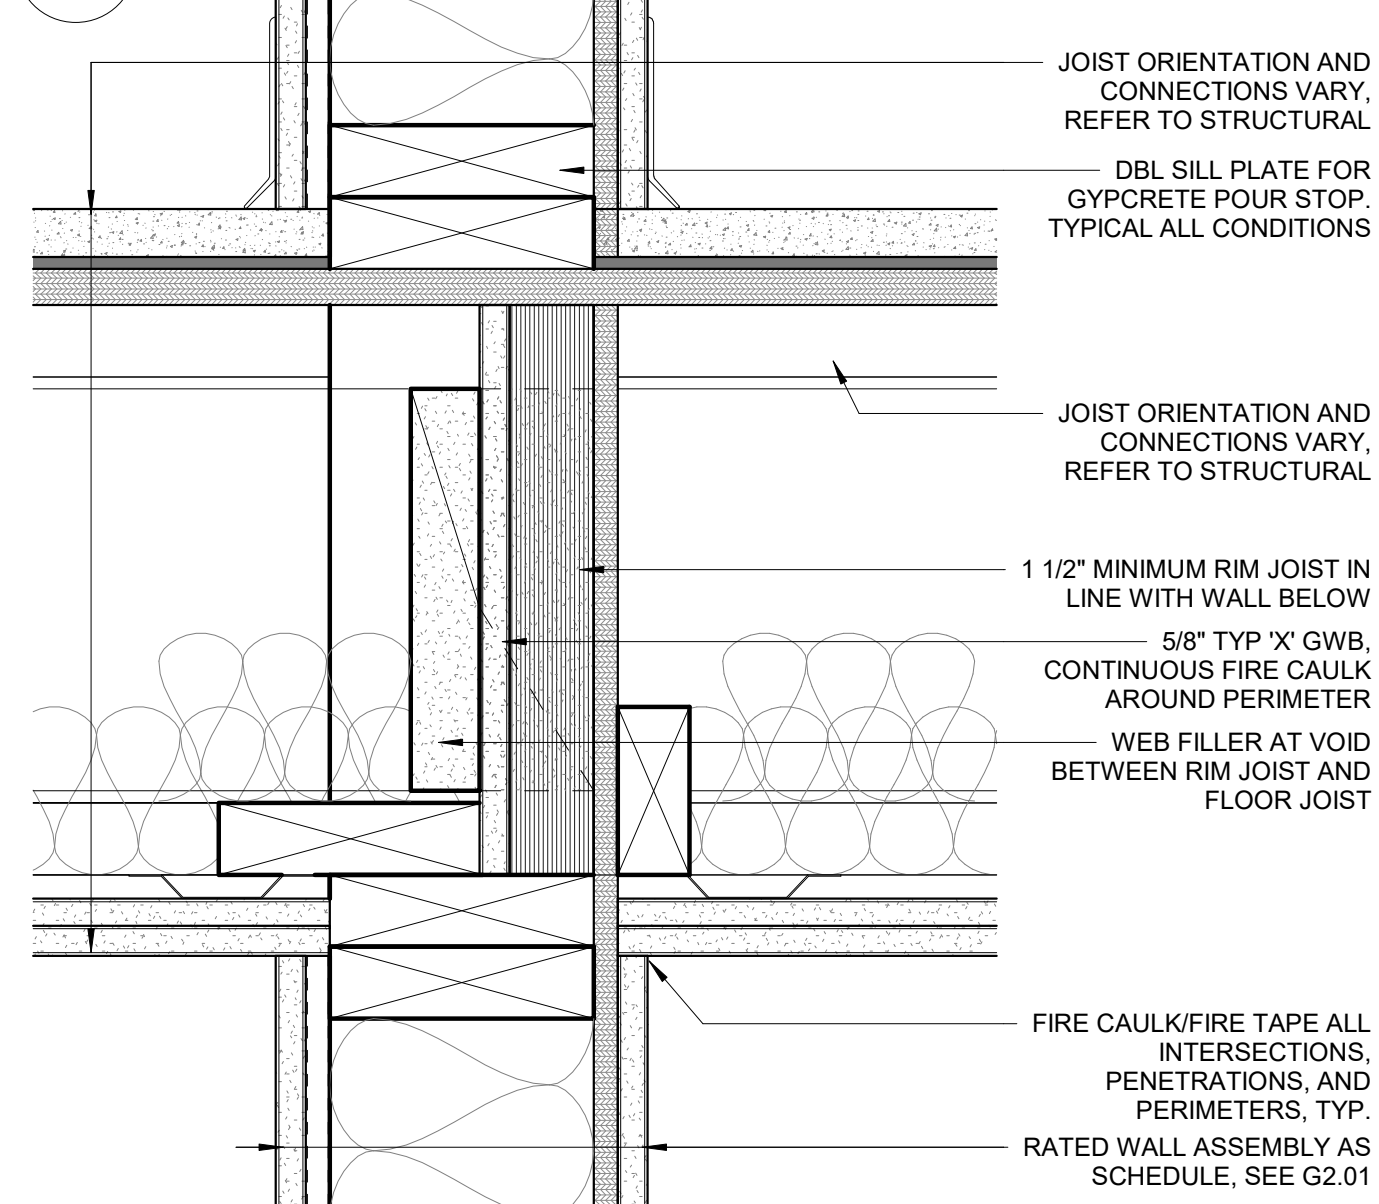 JOIST ORIENTATION AND
CONNECTIONS VARY,
REFER TO STRUCTURAL
DBL SILL PLATE FOR
GYPCRETE POUR STOP.
TYPICAL ALL CONDITIONS
JOIST ORIENTATION AND
CONNECTIONS VARY,
REFER TO STRUCTURAL
1 1/2" MINIMUM RIM JOIST IN
LINE WITH WALL BELOW
5/8" TYP 'X' GWB,
CONTINUOUS FIRE CAULK
AROUND PERIMETER
WEB FILLER AT VOID
BETWEEN RIM JOIST AND
FLOOR JOIST
FIRE CAULK/FIRE TAPE ALL
INTERSECTIONS,
PENETRATIONS, AND
PERIMETERS, TYP.
RATED WALL ASSEMBLY AS
SCHEDULE, SEE G2.01